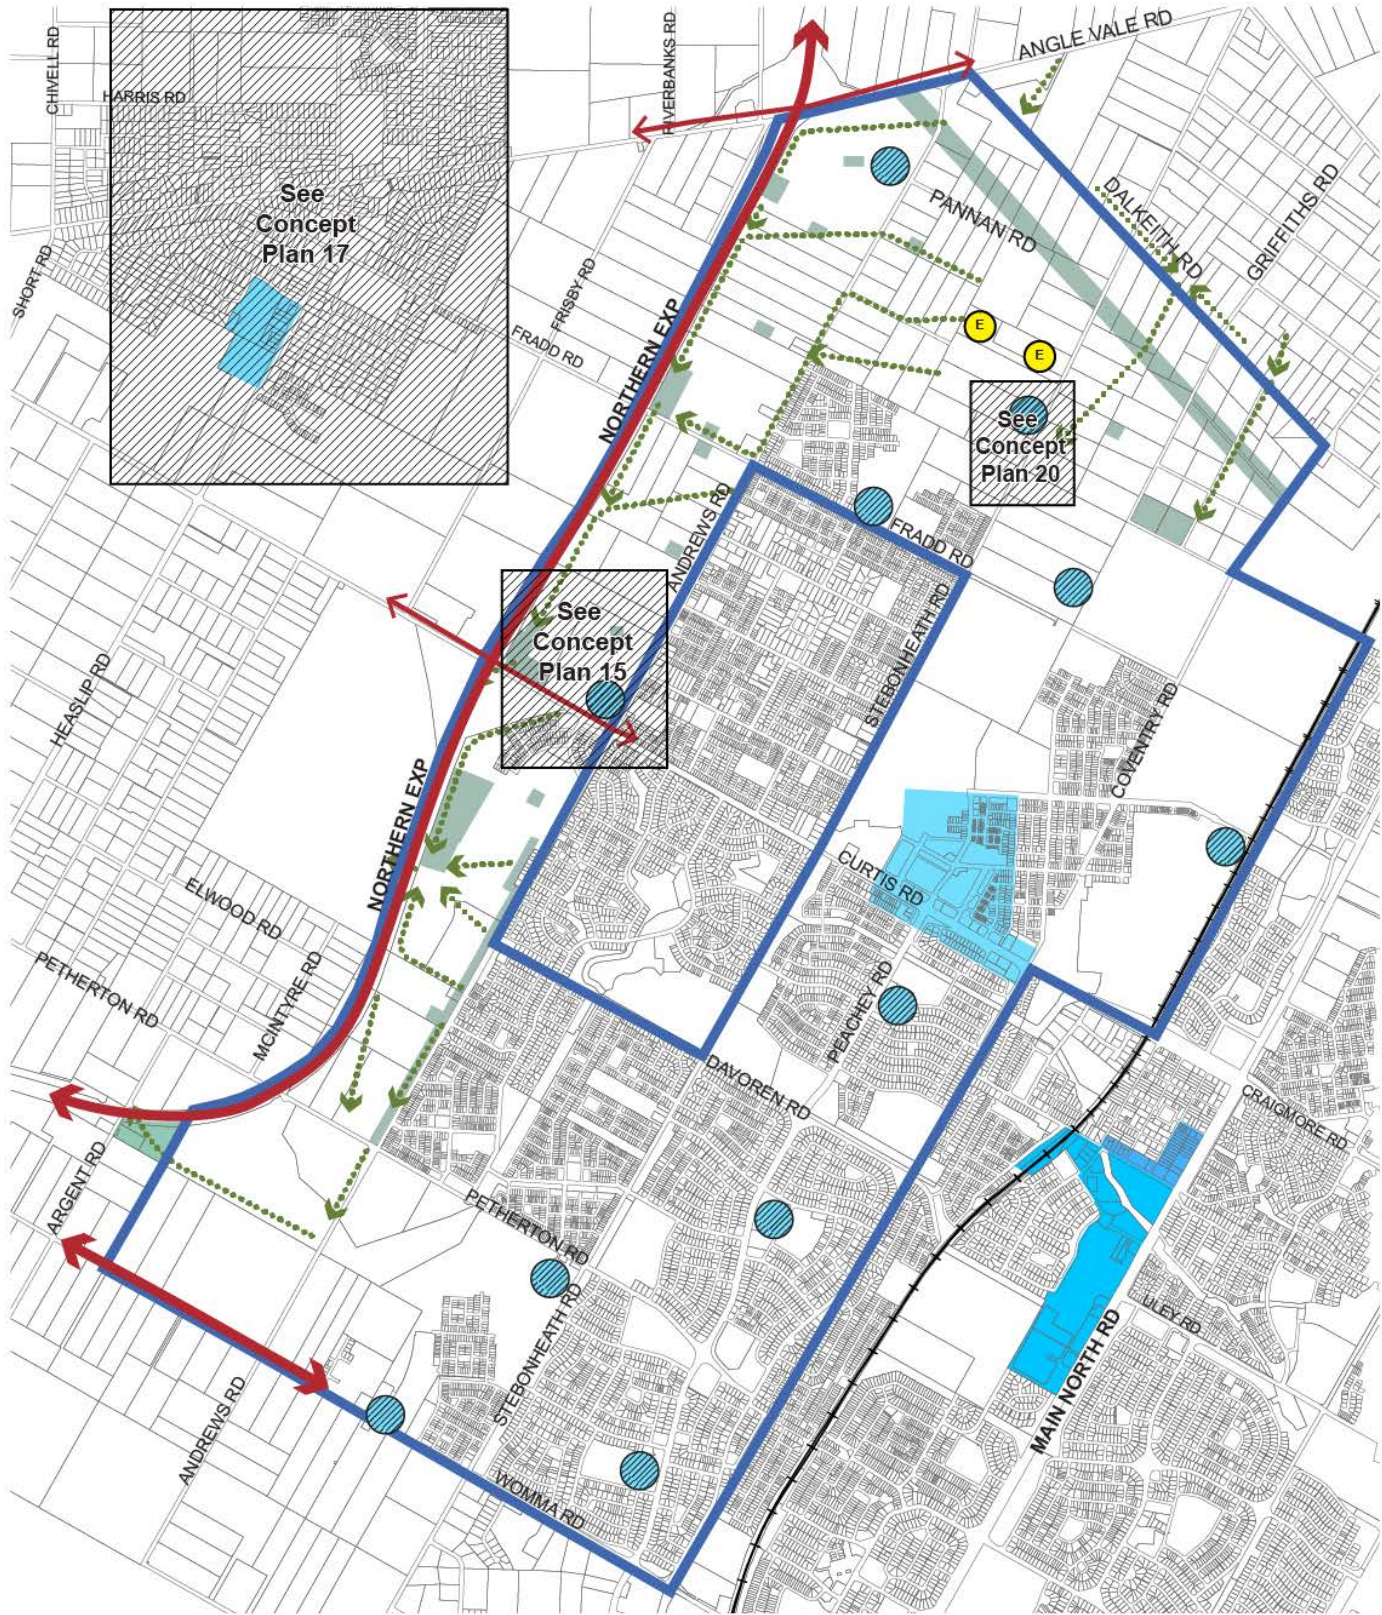 CHIVELL RD
RIVERBANKS RD
ANGLE VALE RD
HARRIS RD
See
Concept
Plan 17
SHORT RD
FRISBY RD
FRADD RD
NORTHERN EXP
PANNAN RD
DALKEITH RD
GRIFFITHS RD
E
E
See
Concept
Plan 20
ANDREWS RD
FRADD RD
See
Concept
Plan 15
STEBONHEATH RD
HEASLIP RD
COVENTRY RD
NORTHERN EXP
CURTIS RD
ELWOOD RD
PETHERTON RD
MCINTYRE RD
PEACHEY RD
DAVOREN RD
CRAIGMORE RD
ARGENT RD
PETHERTON RD
STEBONHEATH RD
ULEY RD
MAIN NORTH RD
ANDREWS RD
WOMMA RD